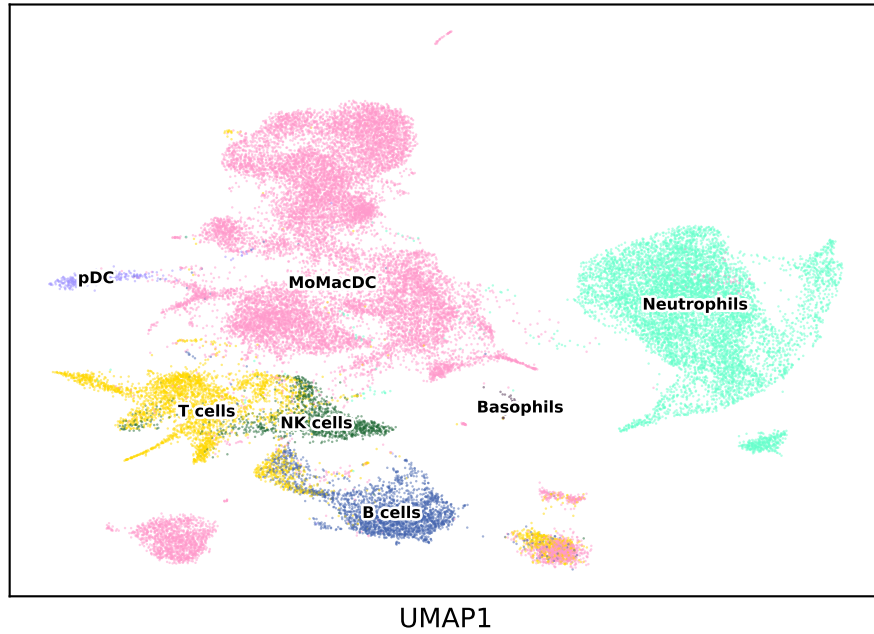 pDC
MoMacDC
Neutrophils
T cells
NK cells
Basophils
B cells
UMAP1